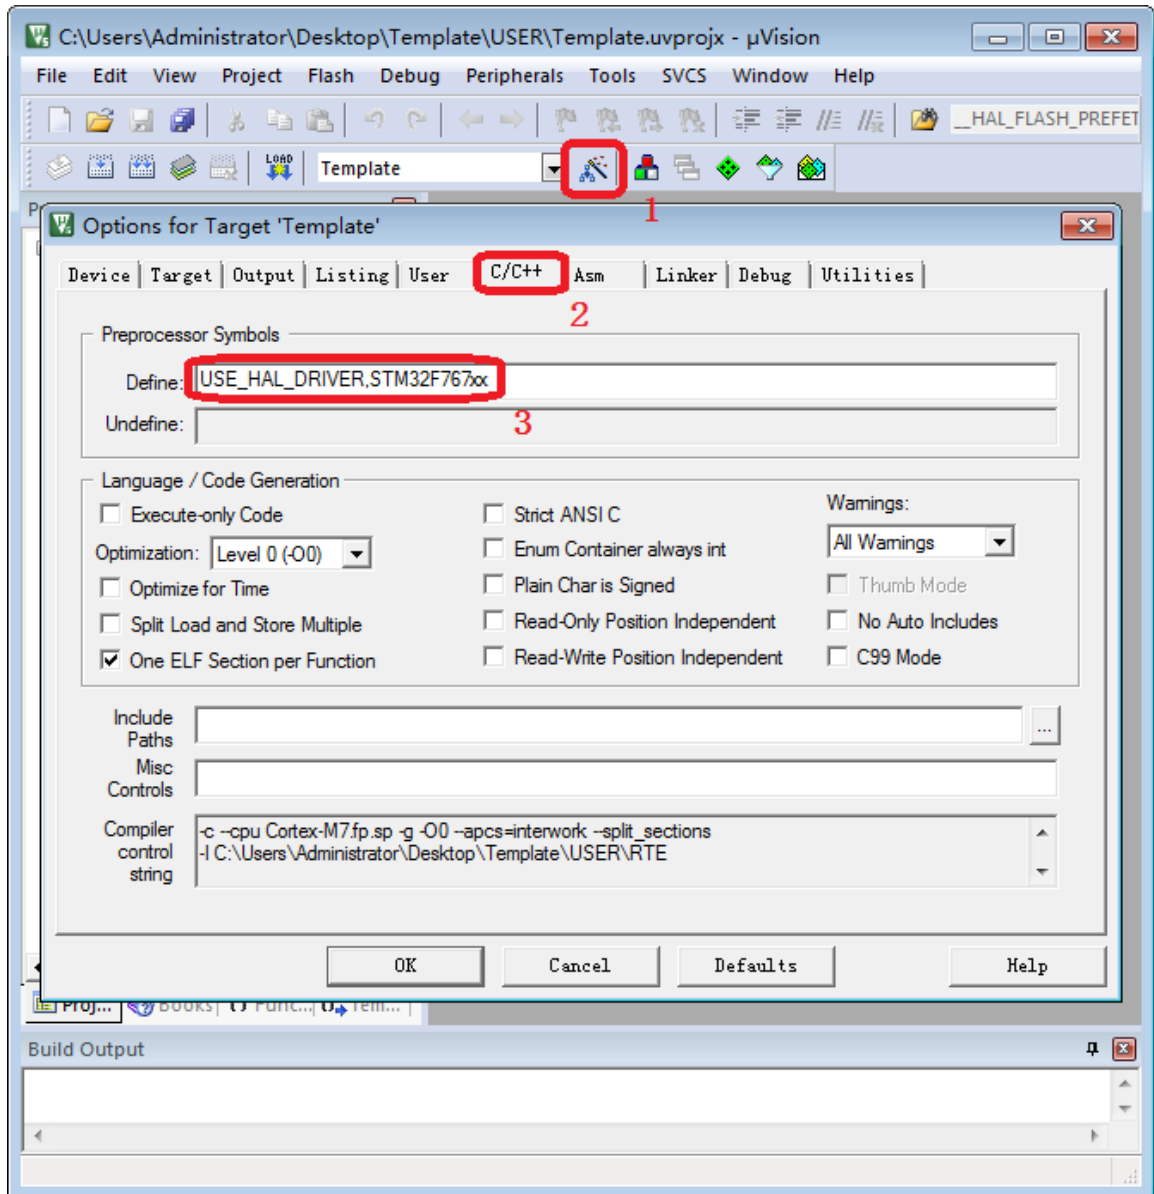 C:\Users\Administrator\Desktop\Template\USER\Template.uvprojx - µVision
File Edit View Project Flash Debug Peripherals Tools SVCS Window Help
__HAL_FLASH_PREFET
LOAD Template
1
Options for Target 'Template'
Device Target Output Listing User C/C++ Asm Linker Debug Utilities
2
Preprocessor Symbols
Define: USE_HAL_DRIVER,STM32F767xx
Undefine:
3
Language / Code Generation
Execute-only Code Strict ANSI C Warnings:
Optimization: Level 0 (-O0) Enum Container always int All Warnings
Optimize for Time Plain Char is Signed Thumb Mode
Split Load and Store Multiple Read-Only Position Independent No Auto Includes
One ELF Section per Function Read-Write Position Independent C99 Mode
Include
Paths
...
Misc
Controls
Compiler
control
string
-c --cpu Cortex-M7.fp.sp -g -O0 --apcs=interwork --split_sections
-I C:\Users\Administrator\Desktop\Template\USER\RTE
OK Cancel Defaults Help
Proj... Books Func... Tem...
Build Output